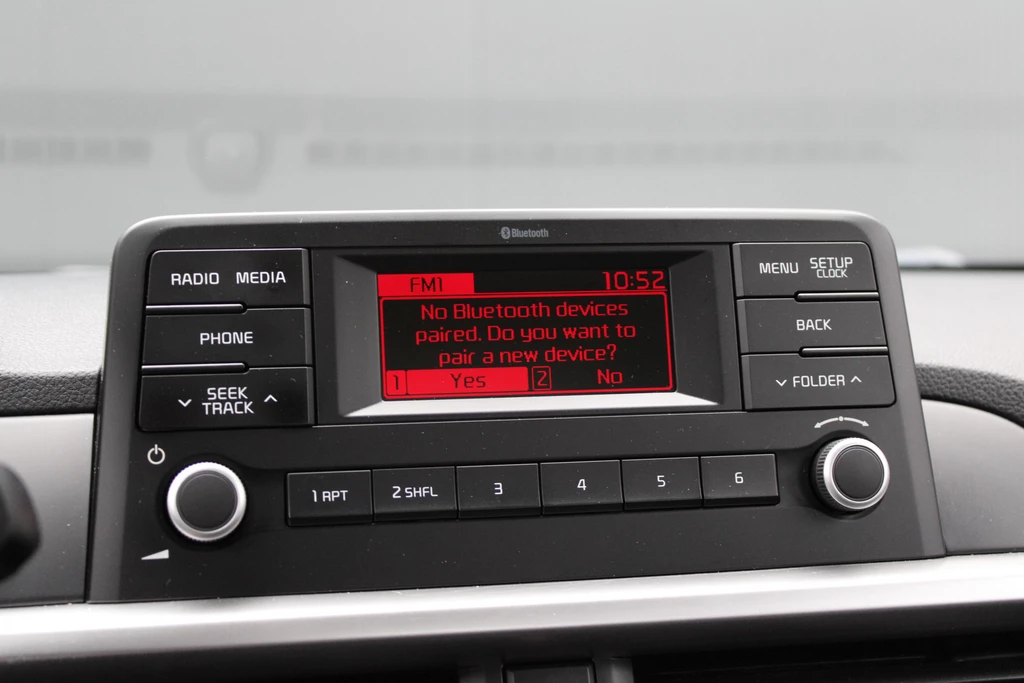 Bluetooth
RADIO MEDIA
PHONE
SEEK
TRACK
FM1 10:52
No Bluetooth devices
paired. Do you want to
pair a new device?
1 Yes 2 No
MENU SETUP
CLOCK
BACK
FOLDER
1 RPT 2 SHFL 3 4 5 6